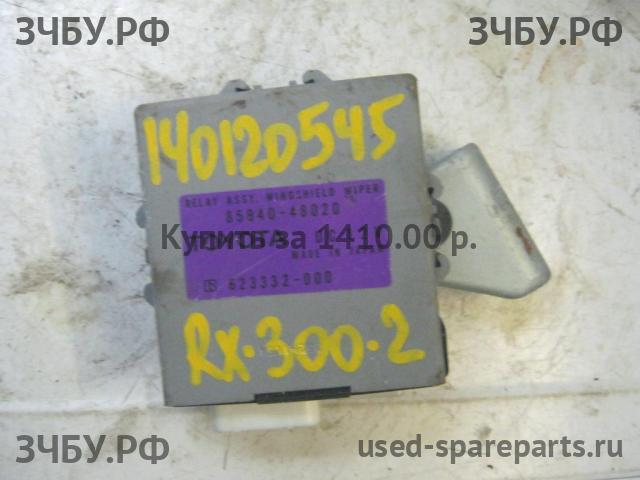 ЗЧБУ.РФ ЗЧБУ.РФ
140120545
RELAY ASSY, WINDSHIELD WIPER
85940-48020
Купить за 1410.00 р.
MADE IN JAPAN
623332-000
RX-300-2
ЗЧБУ.РФ used-spareparts.ru